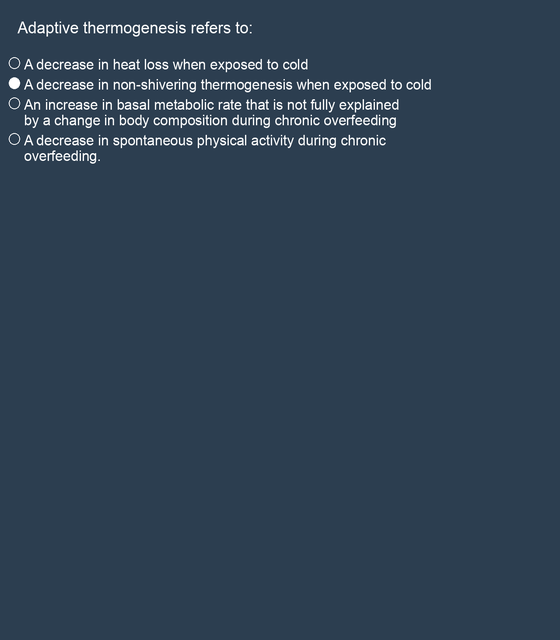 Adaptive thermogenesis refers to:
A decrease in heat loss when exposed to cold
A decrease in non-shivering thermogenesis when exposed to cold
An increase in basal metabolic rate that is not fully explained
by a change in body composition during chronic overfeeding
A decrease in spontaneous physical activity during chronic
overfeeding.